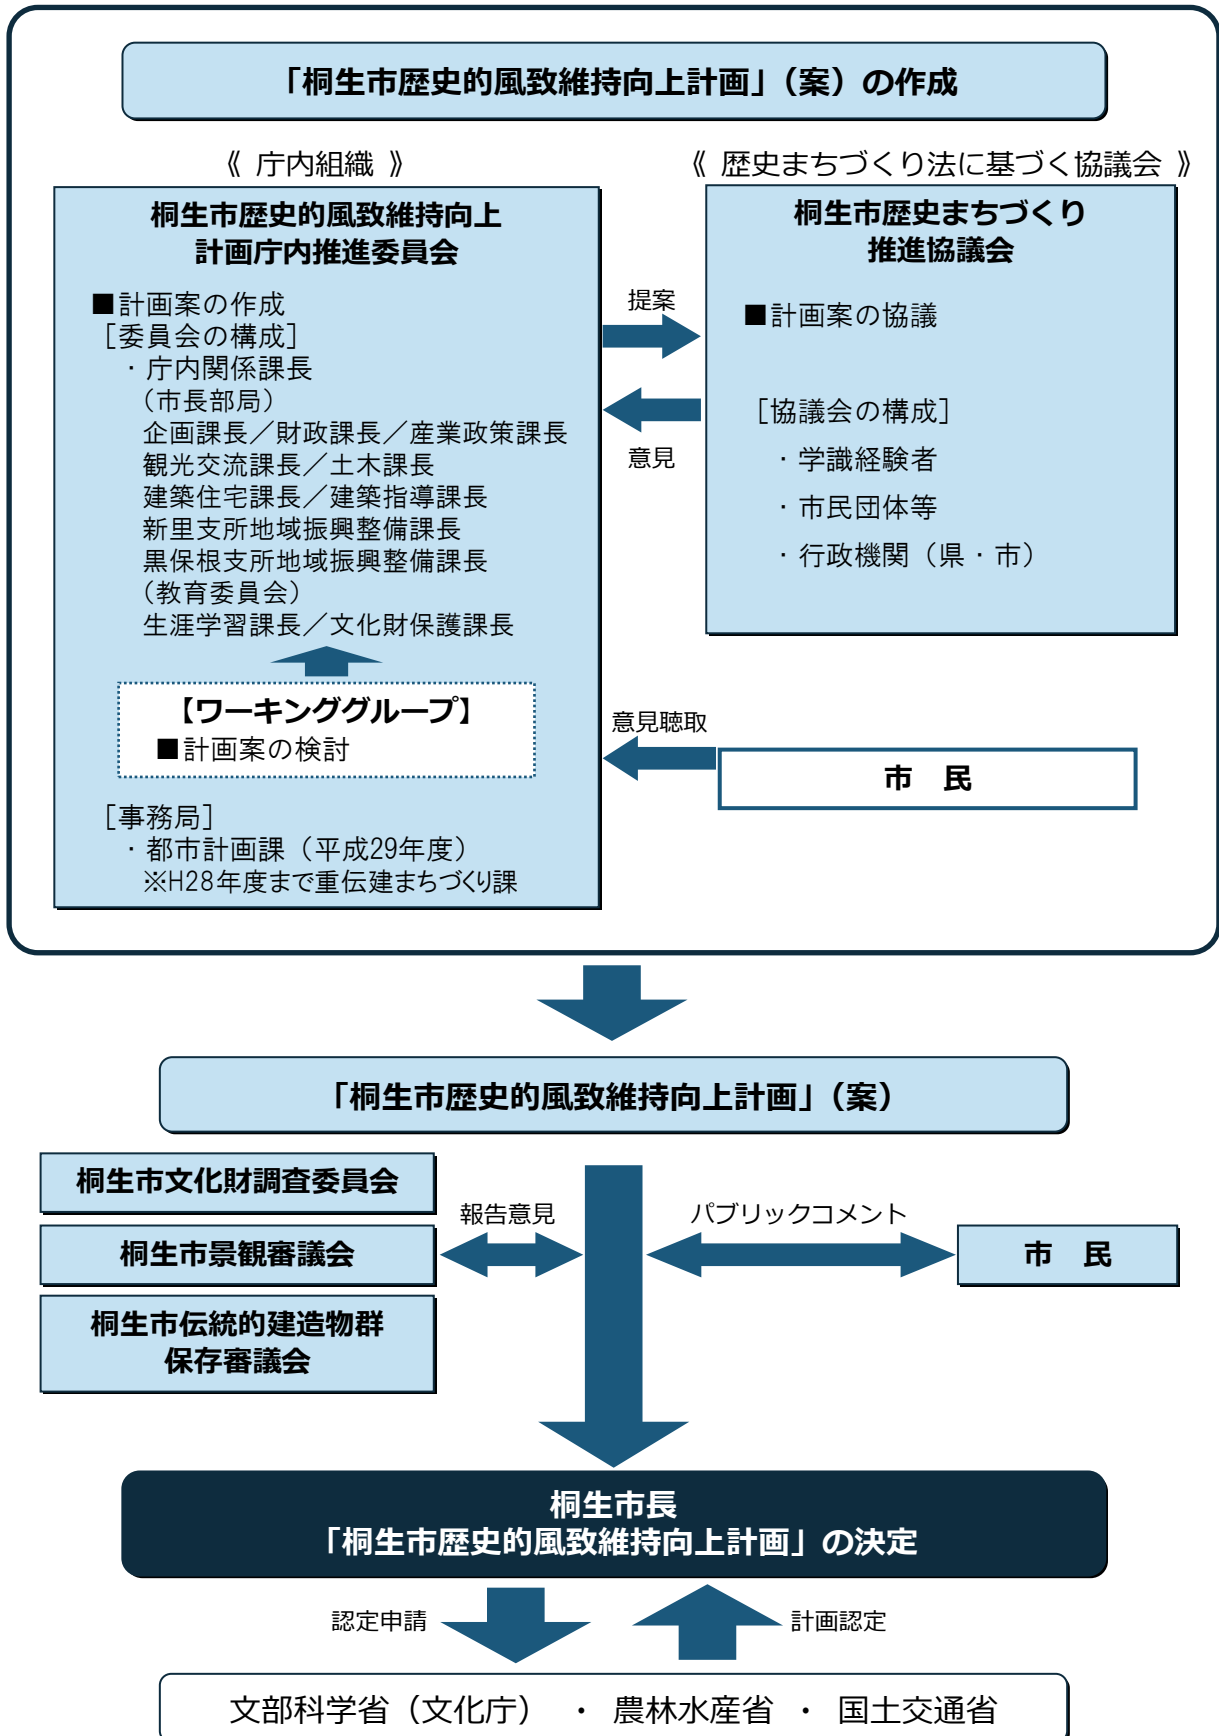 「桐生市歴史的風致維持向上計画」（案）の作成
《 庁内組織 》
桐生市歴史的風致維持向上
計画庁内推進委員会
■計画案の作成
［委員会の構成］
・庁内関係課長
（市長部局）
企画課長／財政課長／産業政策課長
観光交流課長／土木課長
建築住宅課長／建築指導課長
新里支所地域振興整備課長
黒保根支所地域振興整備課長
（教育委員会）
生涯学習課長／文化財保護課長
【ワーキンググループ】
■計画案の検討
［事務局］
・都市計画課（平成29年度）
※H28年度まで重伝建まちづくり課
提案
意見
《 歴史まちづくり法に基づく協議会 》
桐生市歴史まちづくり
推進協議会
■計画案の協議
［協議会の構成］
・学識経験者
・市民団体等
・行政機関（県・市）
意見聴取
市　民
「桐生市歴史的風致維持向上計画」（案）
桐生市文化財調査委員会
桐生市景観審議会
桐生市伝統的建造物群
保存審議会
報告意見
パブリックコメント
市　民
桐生市長
「桐生市歴史的風致維持向上計画」の決定
認定申請
計画認定
文部科学省（文化庁）　・　農林水産省　・　国土交通省